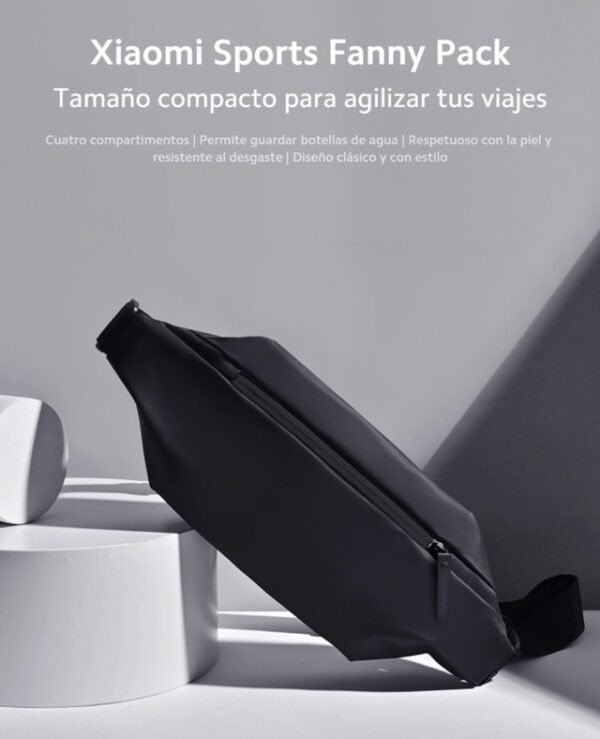 Xiaomi Sports Fanny Pack
Tamaño compacto para agilizar tus viajes
Cuatro compartimentos | Permite guardar botellas de agua | Respetuoso con la piel y
resistente al desgaste | Diseño clásico y con estilo